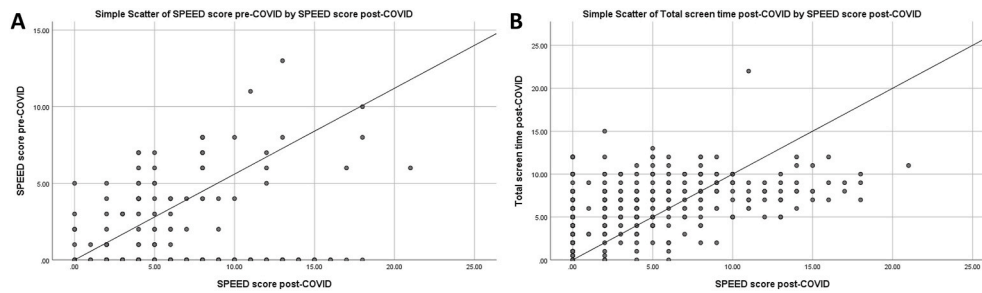 A
Simple Scatter of SPEED score pre-COVID by SPEED score post-COVID
15.00
10.00
5.00
.00
SPEED score pre-COVID
.00 5.00 10.00 15.00 20.00 25.00
SPEED score post-COVID
B
Simple Scatter of Total screen time post-COVID by SPEED score post-COVID
25.00
20.00
15.00
10.00
5.00
.00
Total screen time post-COVID
.00 5.00 10.00 15.00 20.00 25.00
SPEED score post-COVID